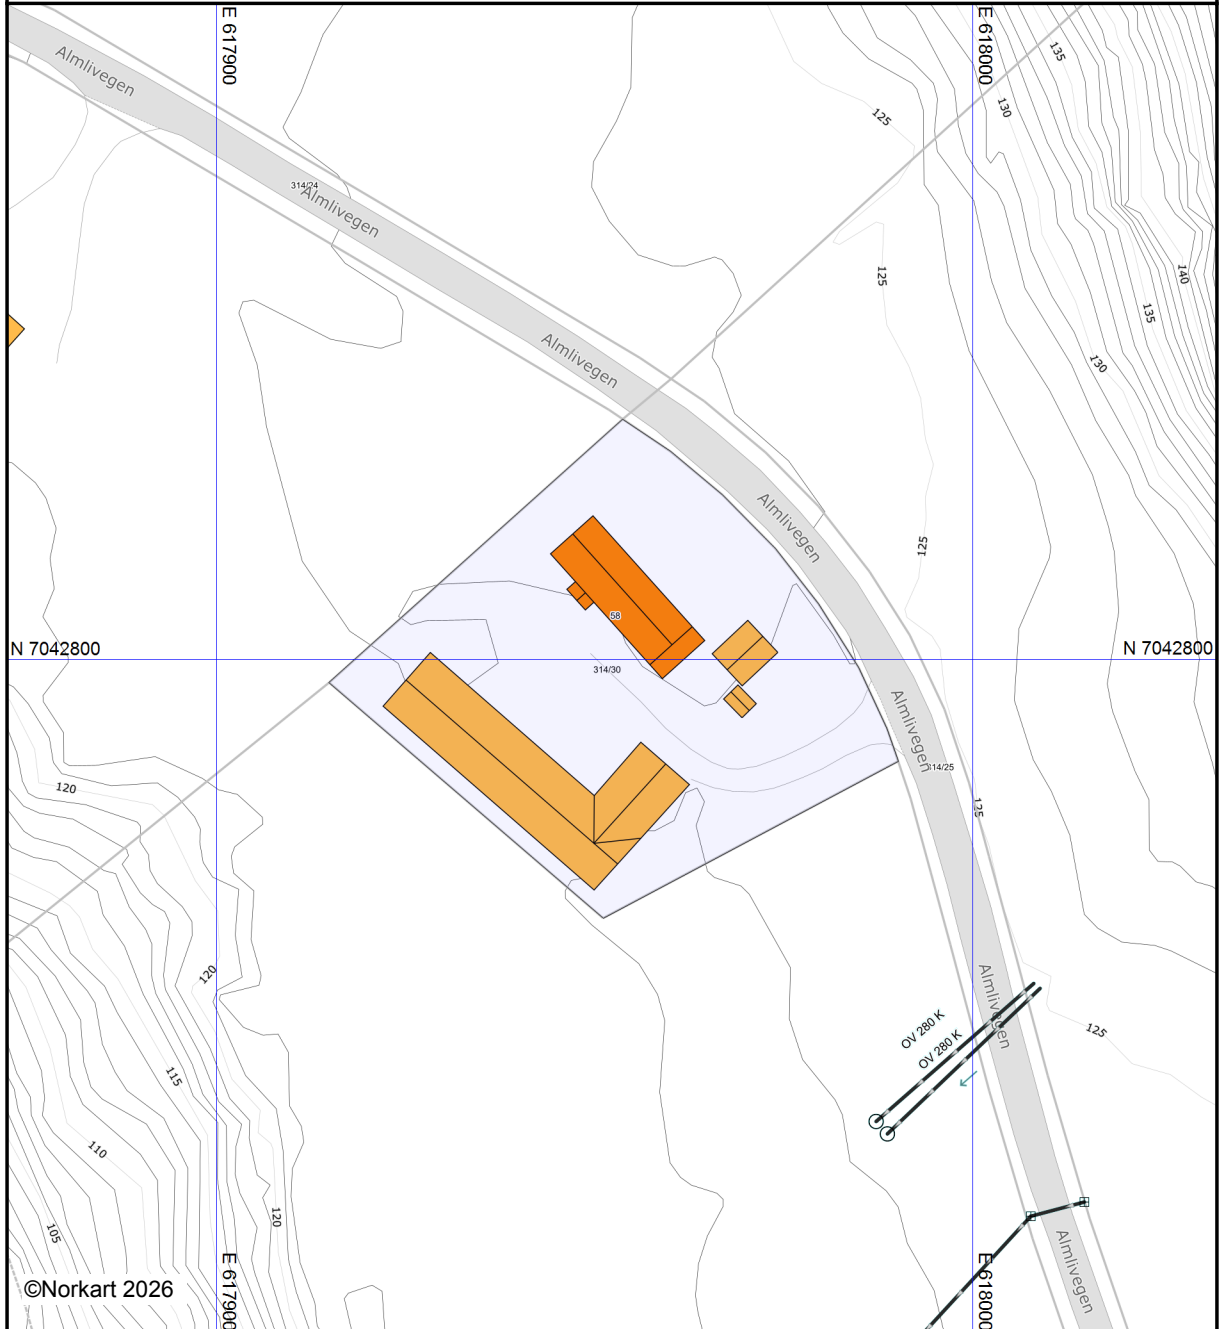 E 617900
E 618000
Almlivegen
135
130
125
314/24
Almlivegen
125
140
135
Almlivegen
130
Almlivegen
125
58
N 7042800
N 7042800
314/30
Almlivegen
314/25
120
125
120
Almlivegen
OV 280 K
OV 280 K
125
115
110
120
105
Almlivegen
E 617900
E 618000
©Norkart 2026